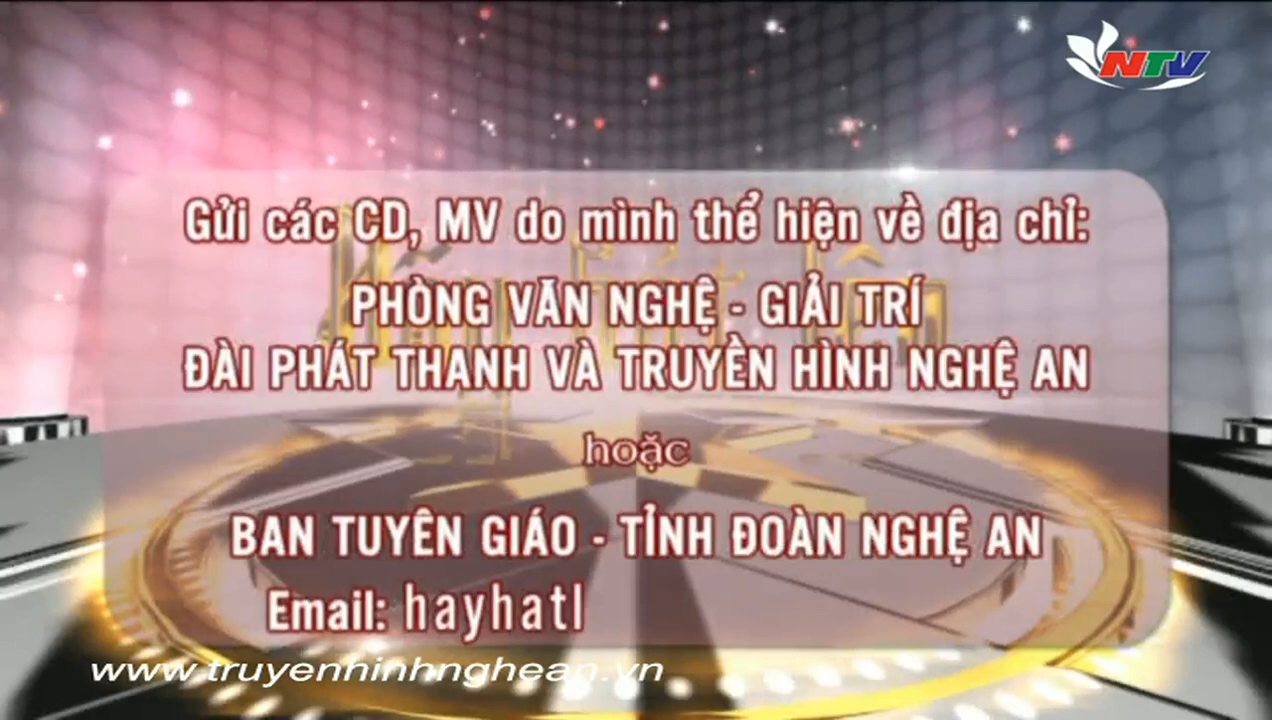 NTV
Gửi các CD, MV do mình thể hiện về địa chỉ:
PHÒNG VĂN NGHỆ - GIẢI TRÍ
ĐÀI PHÁT THANH VÀ TRUYỀN HÌNH NGHỆ AN
hoặc
BAN TUYÊN GIÁO - TỈNH ĐOÀN NGHỆ AN
Email: hayhatl
www.truyenhinhnghean.vn